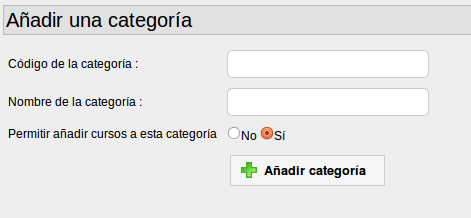 Añadir una categoría
Código de la categoría :
Nombre de la categoría :
Permitir añadir cursos a esta categoría No Sí
Añadir categoría